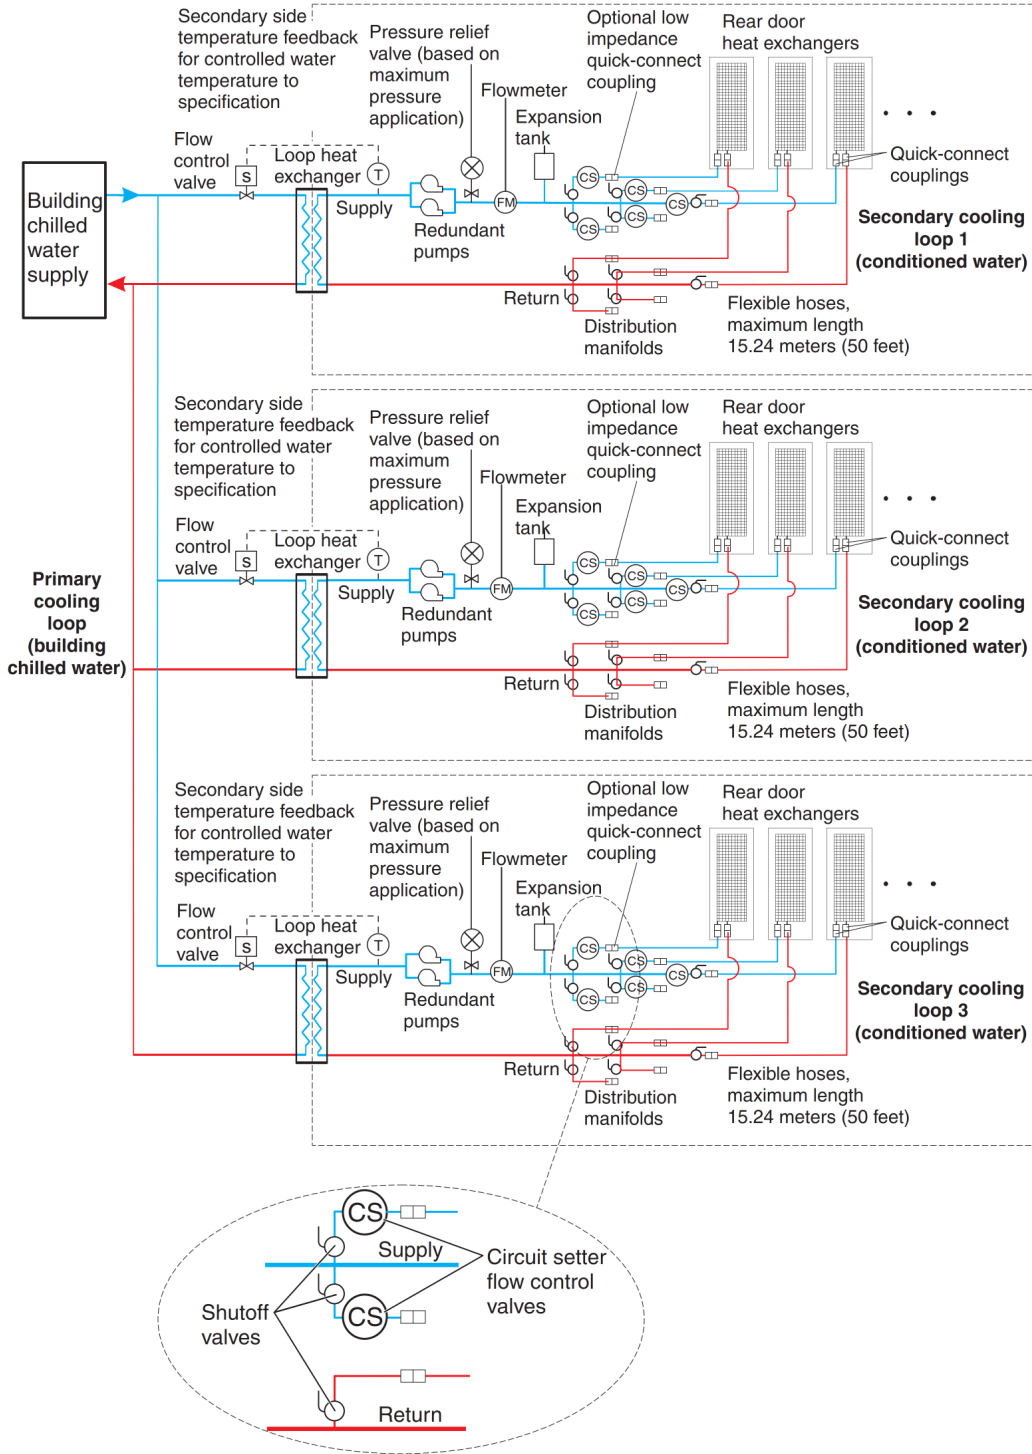 Secondary side
temperature feedback
for controlled water
temperature to
specification
Pressure relief
valve (based on
maximum
pressure
application)
Flowmeter
Expansion
tank
Optional low
impedance
quick-connect
coupling
Rear door
heat exchangers
Flow
control
valve
S
Loop heat
exchanger
T
Supply
Redundant
pumps
FM
CS
CS
CS
CS
CS
Quick-connect
couplings
Building
chilled
water
supply
Secondary cooling
loop 1
(conditioned water)
Return
Distribution
manifolds
Flexible hoses,
maximum length
15.24 meters (50 feet)
Secondary side
temperature feedback
for controlled water
temperature to
specification
Pressure relief
valve (based on
maximum
pressure
application)
Flowmeter
Expansion
tank
Optional low
impedance
quick-connect
coupling
Rear door
heat exchangers
Flow
control
valve
S
Loop heat
exchanger
T
Supply
Redundant
pumps
FM
CS
CS
CS
CS
CS
Quick-connect
couplings
Primary
cooling
loop
(building
chilled water)
Secondary cooling
loop 2
(conditioned water)
Return
Distribution
manifolds
Flexible hoses,
maximum length
15.24 meters (50 feet)
Secondary side
temperature feedback
for controlled water
temperature to
specification
Pressure relief
valve (based on
maximum
pressure
application)
Flowmeter
Expansion
tank
Optional low
impedance
quick-connect
coupling
Rear door
heat exchangers
Flow
control
valve
S
Loop heat
exchanger
T
Supply
Redundant
pumps
FM
CS
CS
CS
CS
CS
Quick-connect
couplings
Secondary cooling
loop 3
(conditioned water)
Return
Distribution
manifolds
Flexible hoses,
maximum length
15.24 meters (50 feet)
CS
Supply
CS
Circuit setter
flow control
valves
Shutoff
valves
Return